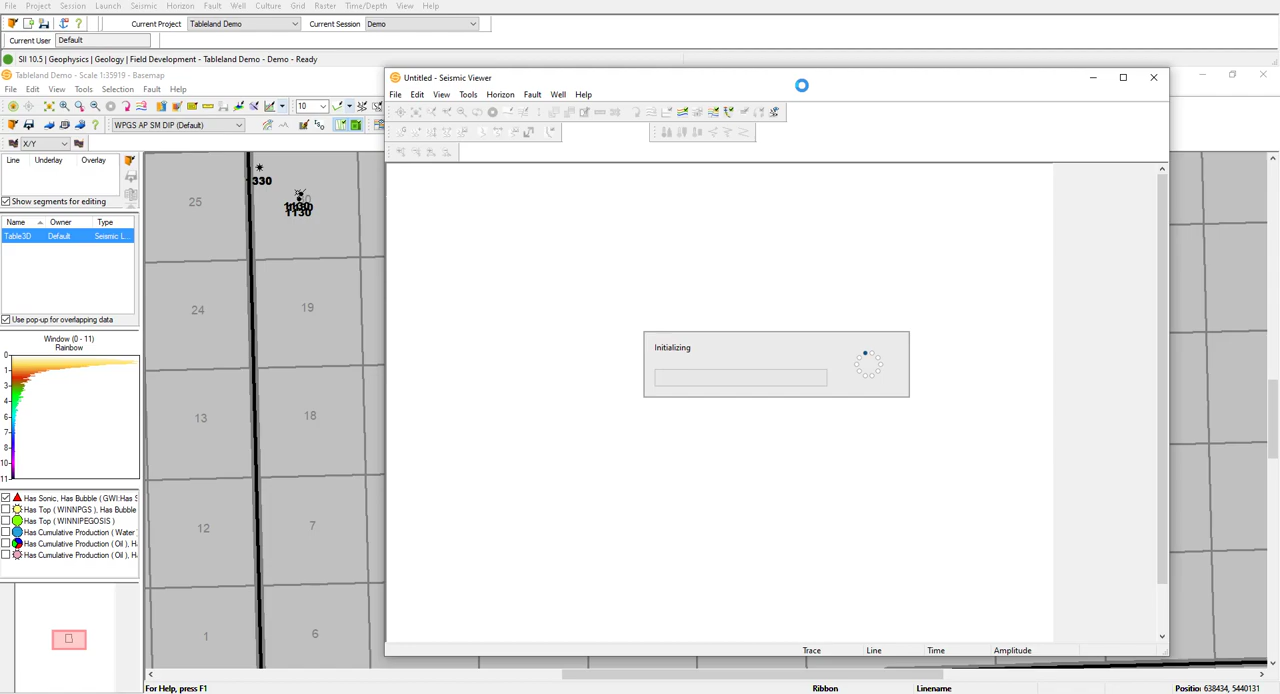 File Project Session Launch Seismic Horizon Fault Well Culture Grid Raster Time/Depth View Help
Current Project Tableland Demo Current Session Demo
Current User Default
SII 10.5 | Geophysics | Geology | Field Development - Tableland Demo - Demo - Ready
Tableland Demo - Scale 1:35919 - Basemap
File Edit View Tools Selection Fault Help
10
WPGS AP SM DIP (Default)
X/Y
Line Underlay Overlay
Show segments for editing
Name Owner Type
Table3D Default Seismic L...
Use pop-up for overlapping data
Window (0 - 11)
Rainbow
0
1
3
4
6
7
8
10
11
Has Sonic, Has Bubble ( GWI:Has S
Has Top ( WINNPGS ), Has Bubble
Has Top ( WINNIPEGOSIS )
Has Cumulative Production ( Water
Has Cumulative Production ( Oil ), H
Has Cumulative Production ( Oil ), H
25
330
1130
24
19
13
18
12
7
1
6
Untitled - Seismic Viewer
File Edit View Tools Horizon Fault Well Help
Initializing
Trace Line Time Amplitude
For Help, press F1
Ribbon Linename Positio: 638434, 5440131